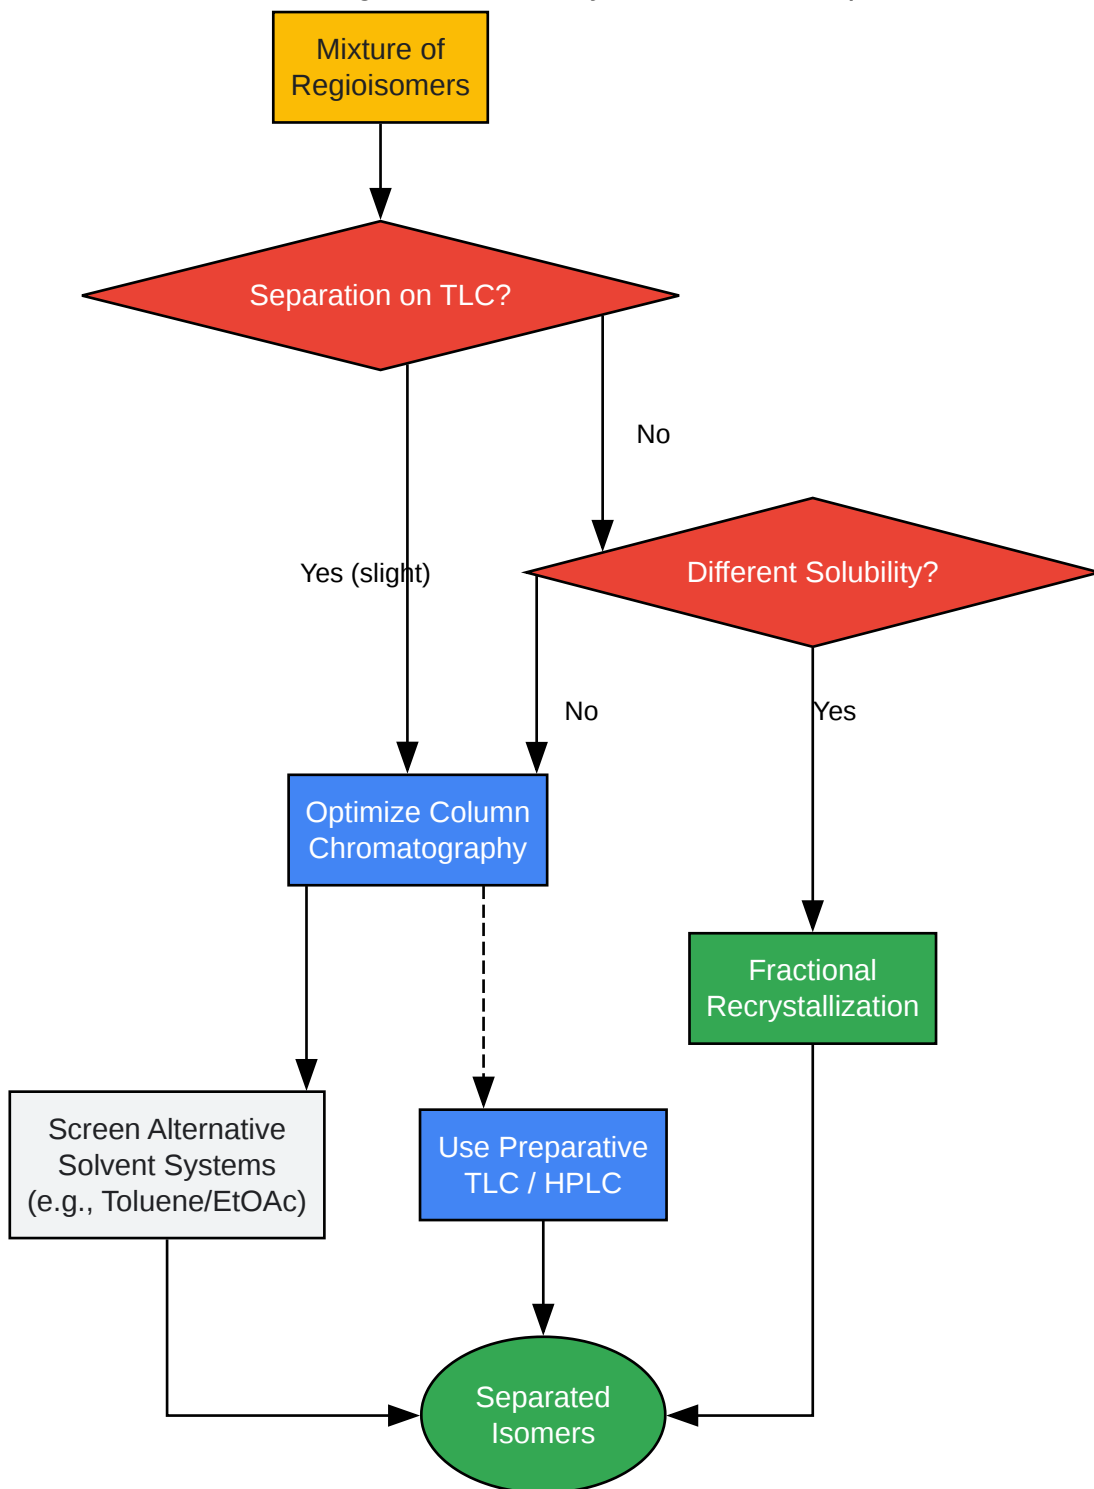 Mixture of
Regioisomers
Separation on TLC?
No
Yes (slight)
Different Solubility?
No
Yes
Optimize Column
Chromatography
Fractional
Recrystallization
Screen Alternative
Solvent Systems
(e.g., Toluene/EtOAc)
Use Preparative
TLC / HPLC
Separated
Isomers